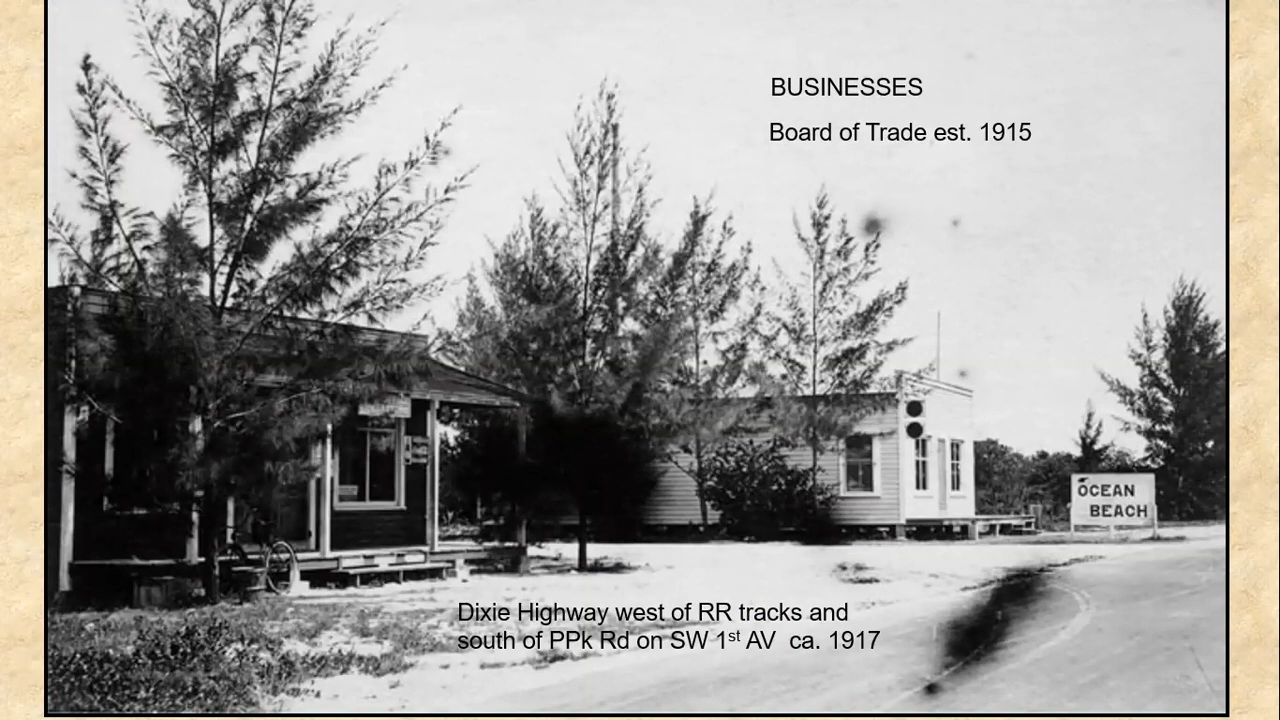 BUSINESSES
Board of Trade est. 1915
OCEAN
BEACH
Dixie Highway west of RR tracks and
south of PPk Rd on SW 1st AV  ca. 1917